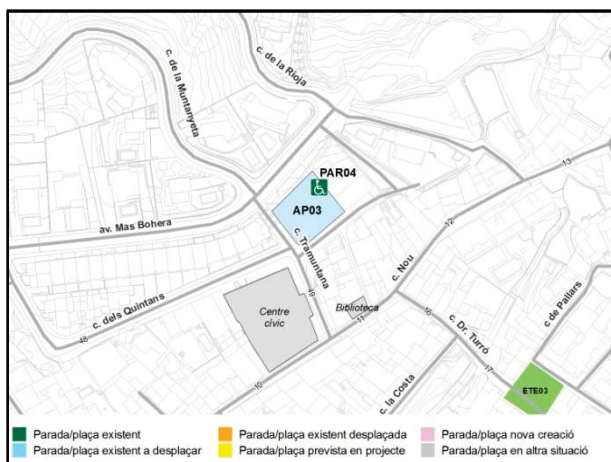 c. de la Rioja
c. de la Muntanyeta
PAR04
AP03
13
av. Mas Bohera
c. Tramuntana
12
c. Nou
49
Centre
cívic
Biblioteca
11
c. dels Quintans
48
16
c. Dr. Turró
c de Pallars
10
17
c. la Costa
ETE03
Parada/plaça existent
Parada/plaça existent desplaçada
Parada/plaça nova creació
Parada/plaça existent a desplaçar
Parada/plaça prevista en projecte
Parada/plaça en altra situació